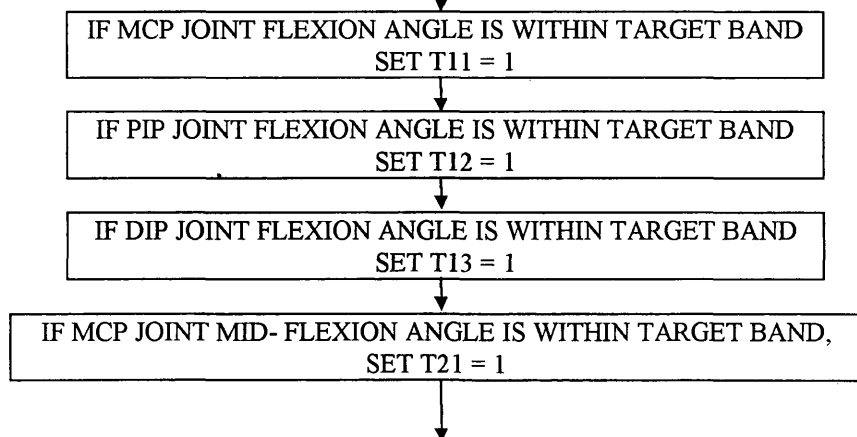 IF MCP JOINT FLEXION ANGLE IS WITHIN TARGET BAND
SET T11 = 1
IF PIP JOINT FLEXION ANGLE IS WITHIN TARGET BAND
SET T12 = 1
IF DIP JOINT FLEXION ANGLE IS WITHIN TARGET BAND
SET T13 = 1
IF MCP JOINT MID- FLEXION ANGLE IS WITHIN TARGET BAND,
SET T21 = 1